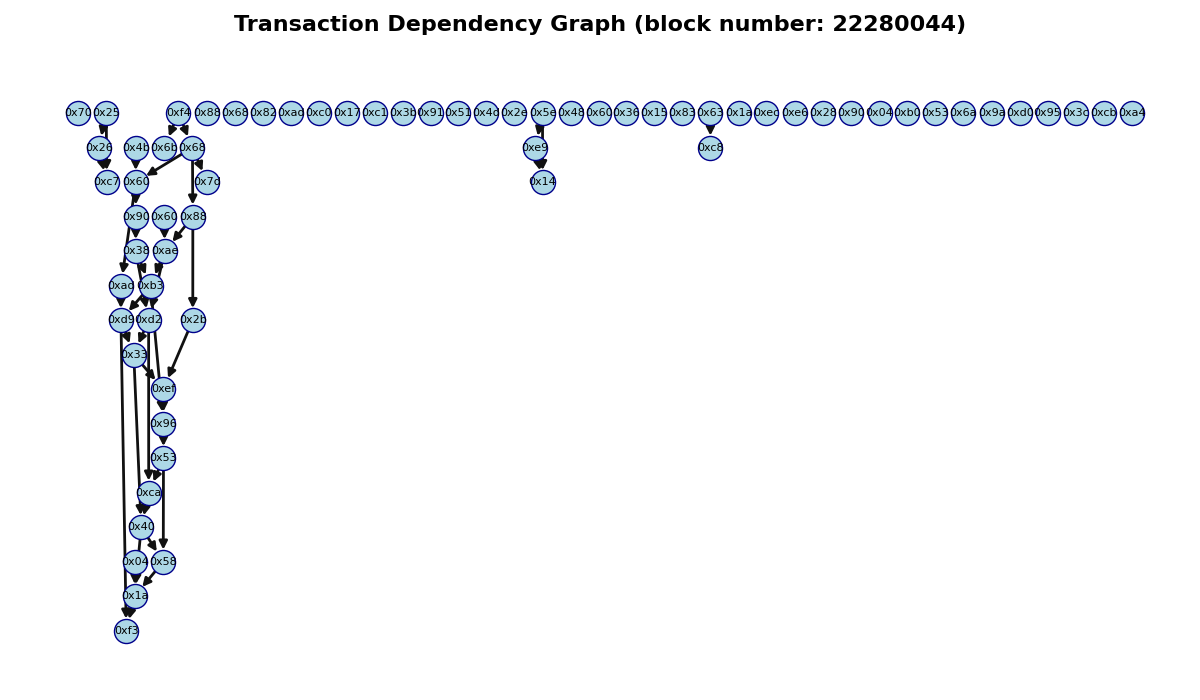 Transaction Dependency Graph (block number: 22280044)
0x70 0x25 0xf4 0x88 0x68 0x82 0xad 0xc0 0x17 0xc1 0x3b 0x91 0x51 0x4d 0x2e 0x5e 0x48 0x60 0x36 0x15 0x83 0x63 0x1a 0xec 0xe6 0x28 0x90 0x04 0xb0 0x53 0x6a 0x9a 0xd0 0x95 0x3c 0xcb 0xa4
0x26 0x4b 0x6b 0x68 0xe9 0xc8
0xc7 0x60 0x7c 0x14
0x90 0x60 0x88
0x38 0xae
0xad 0xb3
0xd9 0xd2 0x2b
0x33
0xef
0x96
0x53
0xca
0x40
0x04 0x58
0x1a
0xf3